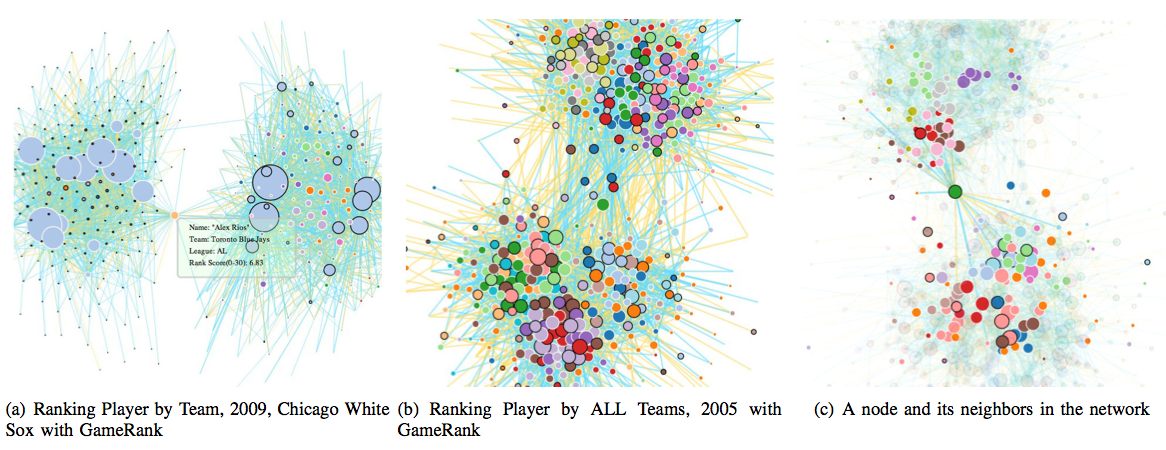 Name: "Alex Rios"
Team: Toronto Blue Jays
League: AL
Rank Score(0-30): 6.83
(a) Ranking Player by Team, 2009, Chicago White
Sox with GameRank
(b) Ranking Player by ALL Teams, 2005 with
GameRank
(c) A node and its neighbors in the network